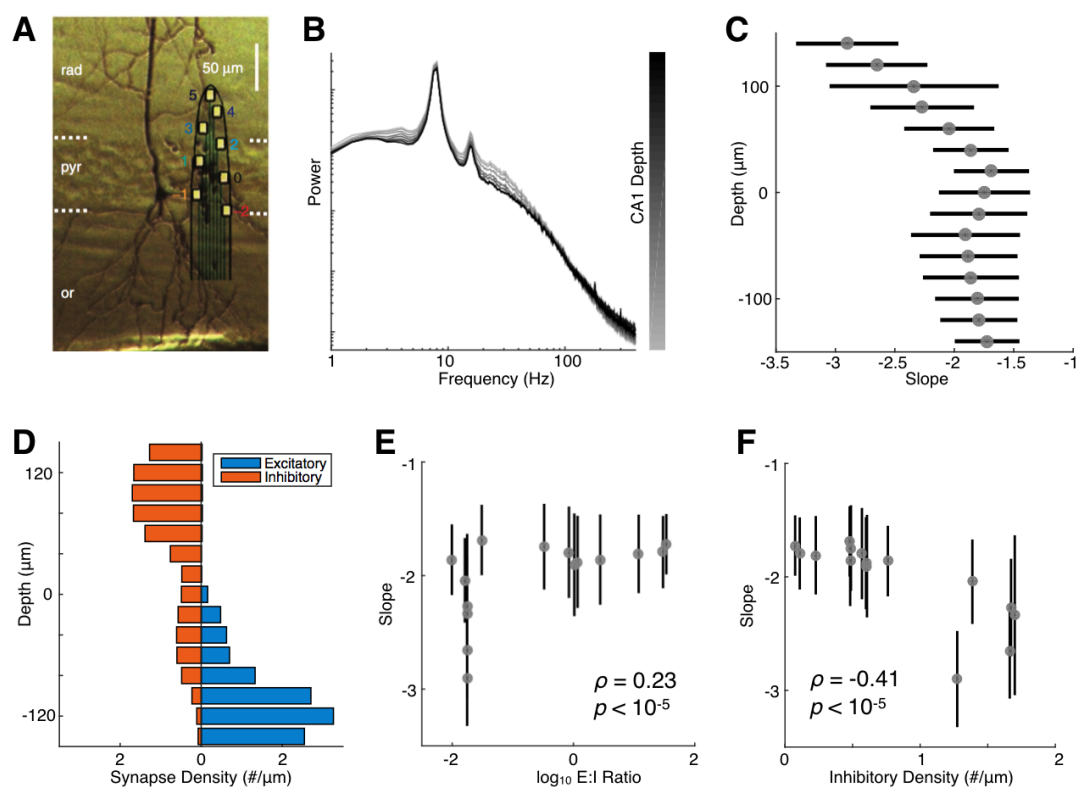 A
rad
50 μm
5
4
3
2
pyr
1
0
-1
-2
or
B
Power
1
10
100
Frequency (Hz)
CA1 Depth
C
Depth (μm)
100
0
-100
-3.5
-3
-2.5
-2
-1.5
-1
Slope
D
Excitatory
Inhibitory
Depth (μm)
120
0
-120
2
0
2
Synapse Density (#/μm)
E
Slope
-1
-2
-3
ρ = 0.23
p < 10-5
-2
0
2
log10 E:I Ratio
F
Slope
-1
-2
-3
ρ = -0.41
p < 10-5
0
1
2
Inhibitory Density (#/μm)